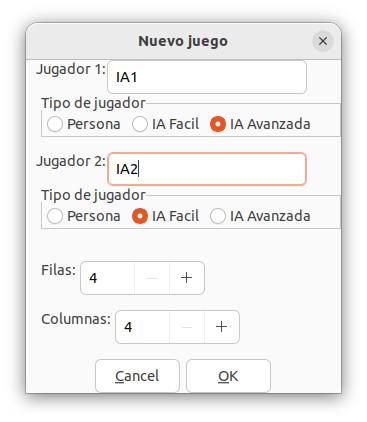 Nuevo juego
Jugador 1: IA1
Tipo de jugador
Persona IA Facil IA Avanzada
Jugador 2: IA2
Tipo de jugador
Persona IA Facil IA Avanzada
Filas: 4 − +
Columnas: 4 − +
Cancel OK